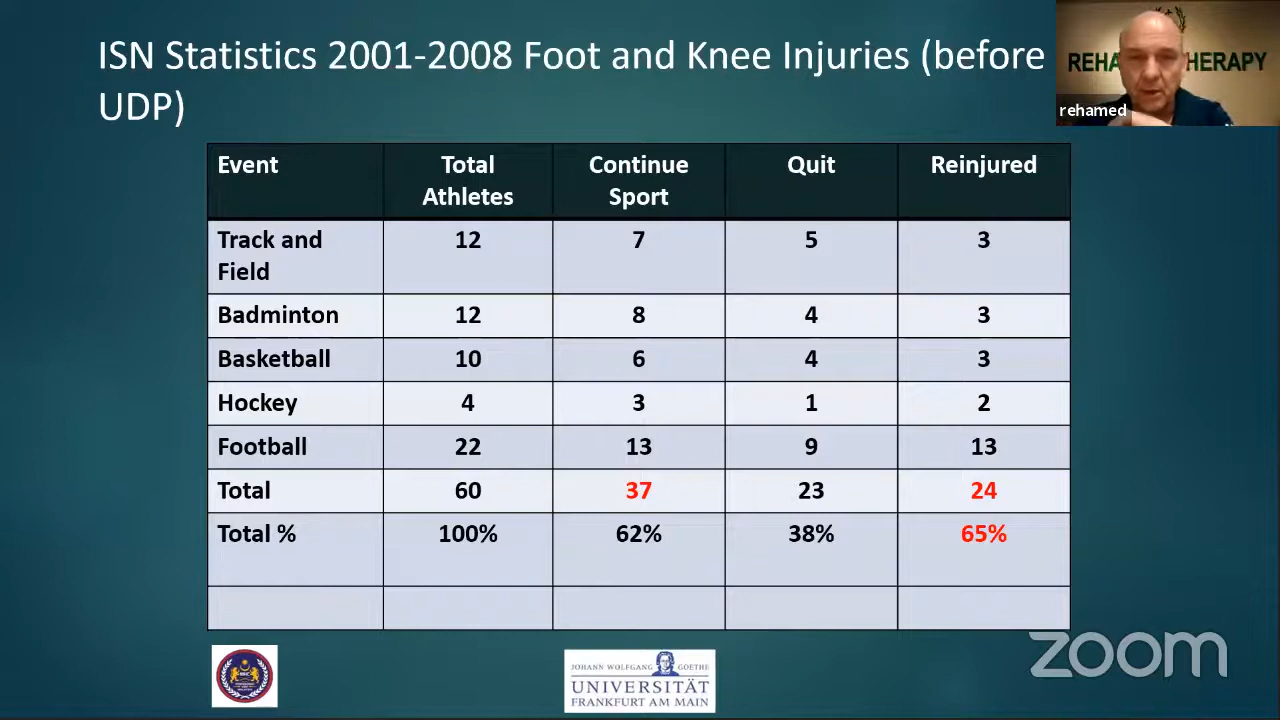 ISN Statistics 2001-2008 Foot and Knee Injuries (before
UDP)
REHA HERAPY
rehamed
Event Total Athletes Continue Sport Quit Reinjured
Track and Field 12 7 5 3
Badminton 12 8 4 3
Basketball 10 6 4 3
Hockey 4 3 1 2
Football 22 13 9 13
Total 60 37 23 24
Total % 100% 62% 38% 65%
JOHANN WOLFGANG GOETHE
UNIVERSITÄT
FRANKFURT AM MAIN
zoom